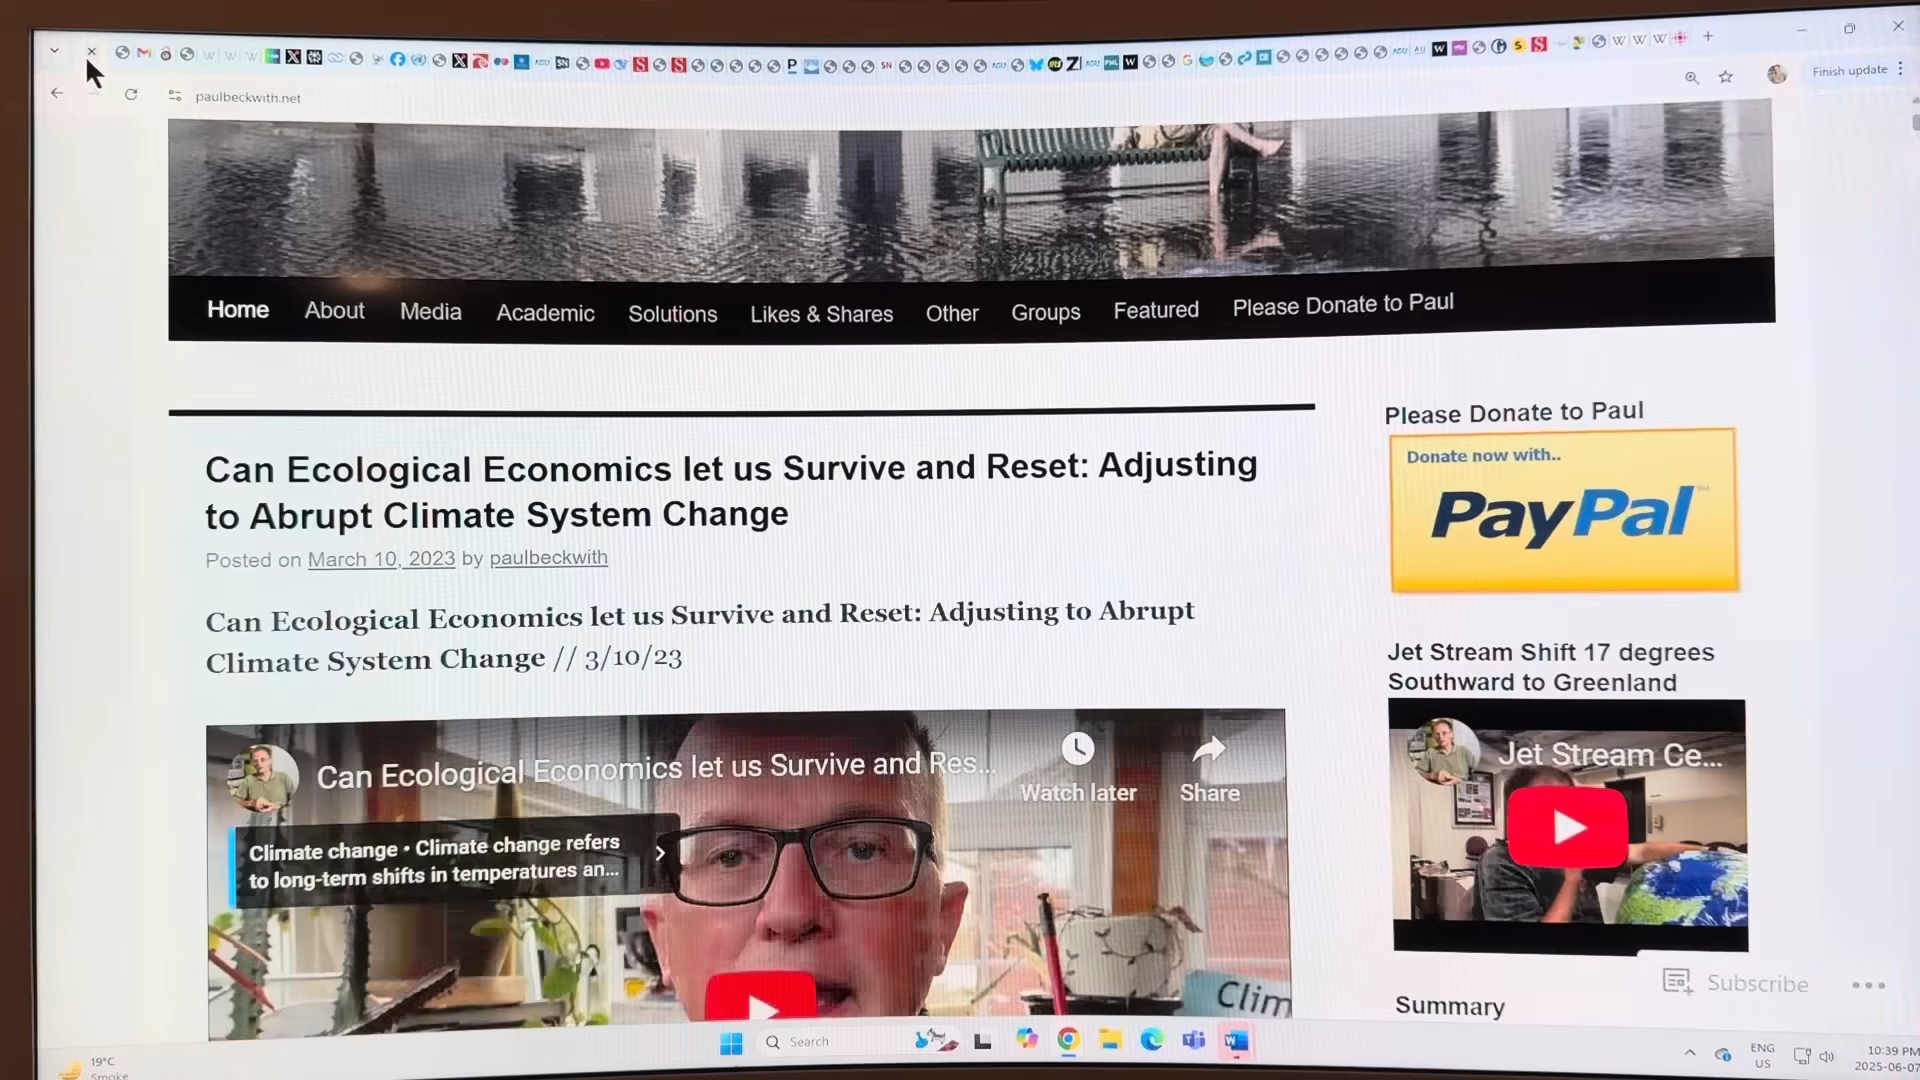 paulbeckwith.net
Finish update
Home About Media Academic Solutions Likes & Shares Other Groups Featured Please Donate to Paul
Can Ecological Economics let us Survive and Reset: Adjusting
to Abrupt Climate System Change
Posted on March 10, 2023 by paulbeckwith
Can Ecological Economics let us Survive and Reset: Adjusting to Abrupt
Climate System Change // 3/10/23
Can Ecological Economics let us Survive and Res...
Watch later
Share
Climate change • Climate change refers
to long-term shifts in temperatures an...
Clim
Please Donate to Paul
Donate now with..
PayPal
Jet Stream Shift 17 degrees
Southward to Greenland
Jet Stream Ce...
Subscribe
Summary
19°C
Smoke
Search
ENG
US
10:39 PM
2025-06-07